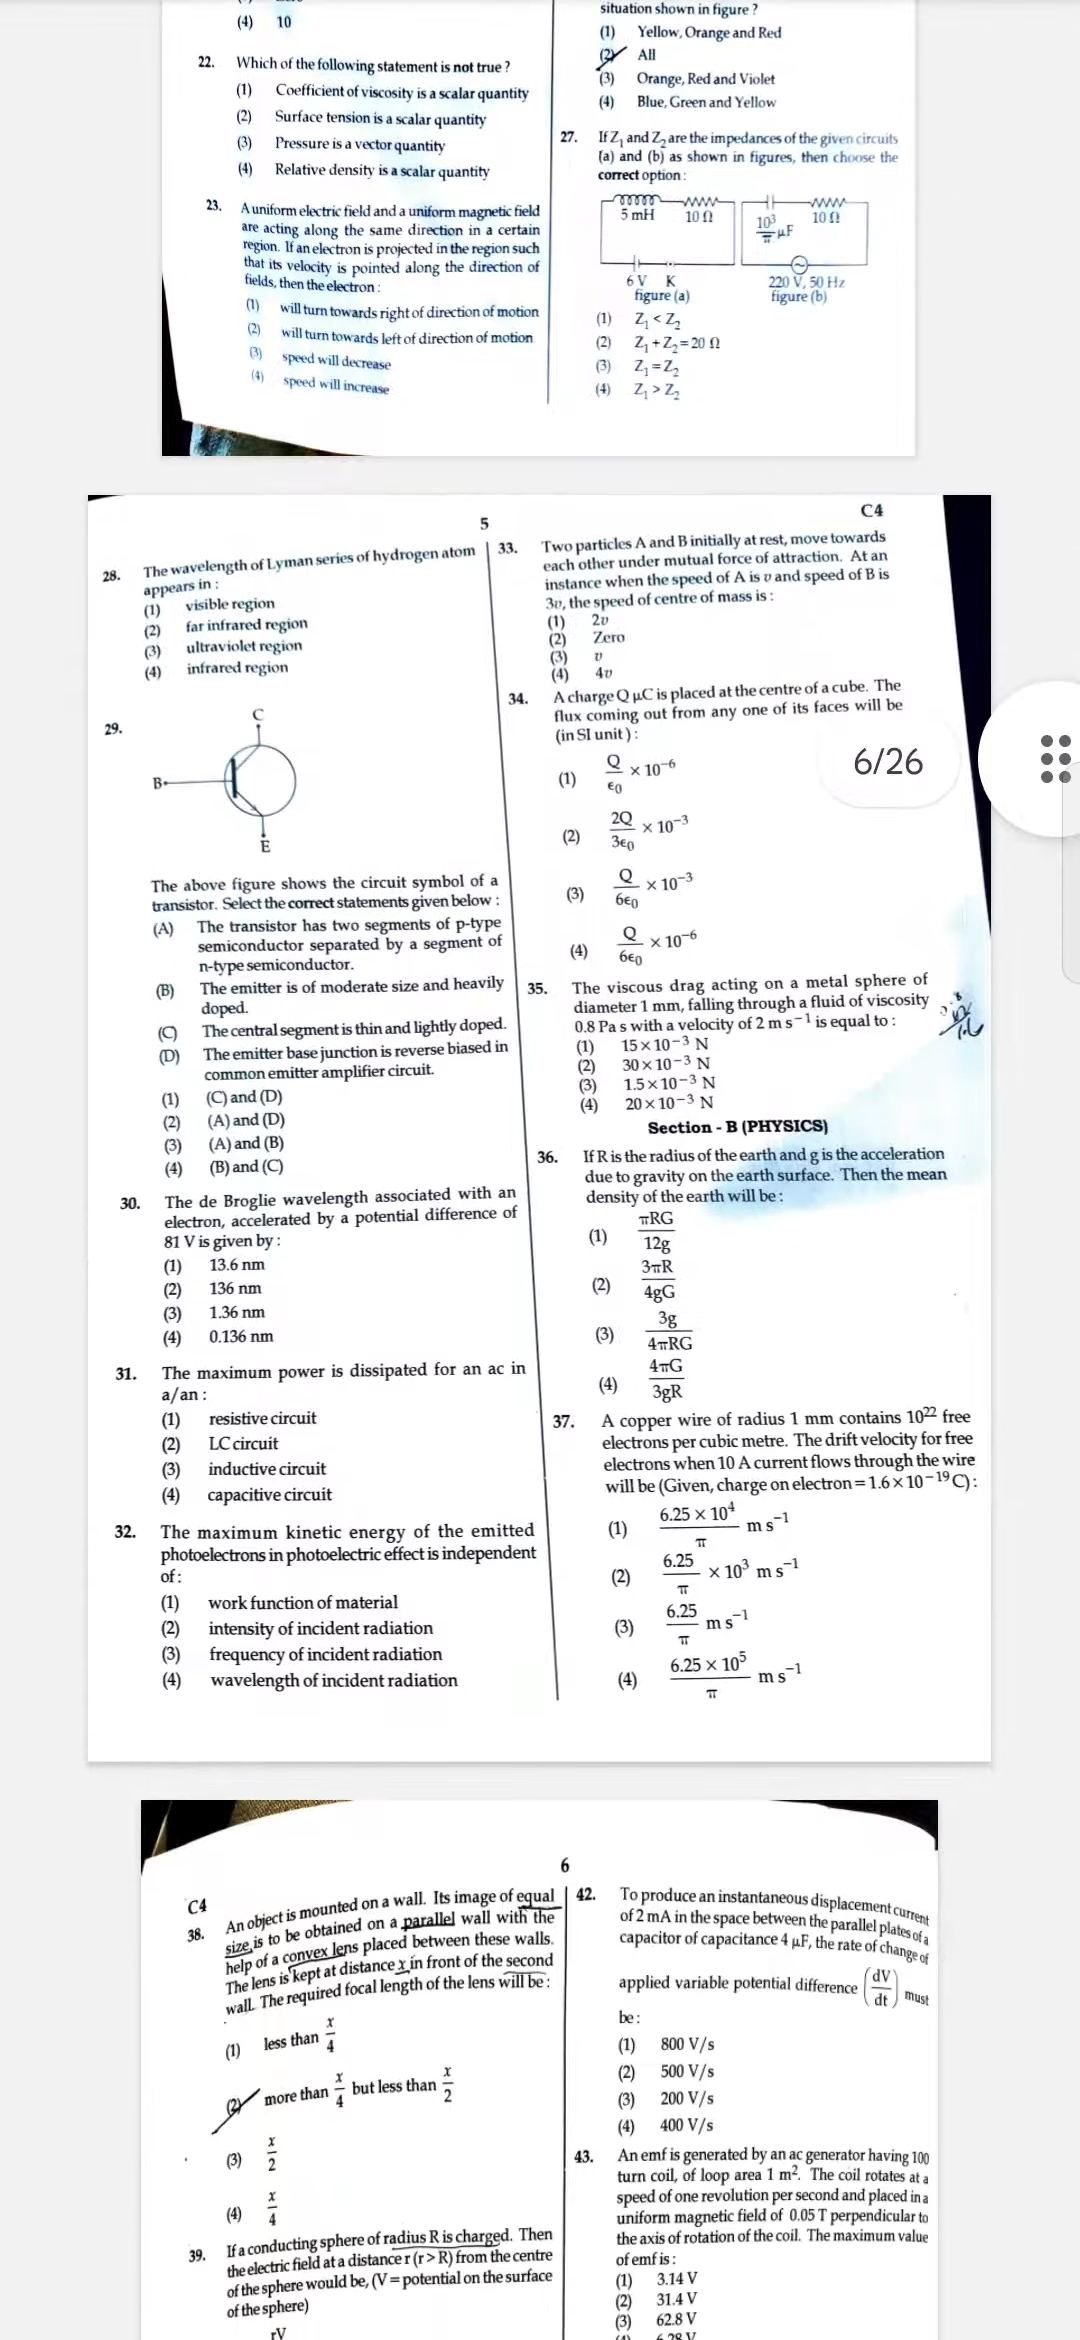 (4) 10
22. Which of the following statement is not true ?
(1) Coefficient of viscosity is a scalar quantity
(2) Surface tension is a scalar quantity
(3) Pressure is a vector quantity
(4) Relative density is a scalar quantity
23. A uniform electric field and a uniform magnetic field
are acting along the same direction in a certain
region. If an electron is projected in the region such
that its velocity is pointed along the direction of
fields, then the electron :
(1) will turn towards right of direction of motion
(2) will turn towards left of direction of motion
(3) speed will decrease
(4) speed will increase
situation shown in figure ?
(1) Yellow, Orange and Red
(2) All
(3) Orange, Red and Violet
(4) Blue, Green and Yellow
27. If Z₁ and Z₂ are the impedances of the given circuits
(a) and (b) as shown in figures, then choose the
correct option :
5 mH 10 Ω
6 V K
figure (a)
10³/π μF 10 Ω
220 V, 50 Hz
figure (b)
(1) Z₁ < Z₂
(2) Z₁ + Z₂ = 20 Ω
(3) Z₁ = Z₂
(4) Z₁ > Z₂
5
C4
28. The wavelength of Lyman series of hydrogen atom
appears in :
(1) visible region
(2) far infrared region
(3) ultraviolet region
(4) infrared region
29.
C
B
E
The above figure shows the circuit symbol of a
transistor. Select the correct statements given below :
(A) The transistor has two segments of p-type
semiconductor separated by a segment of
n-type semiconductor.
(B) The emitter is of moderate size and heavily
doped.
(C) The central segment is thin and lightly doped.
(D) The emitter base junction is reverse biased in
common emitter amplifier circuit.
(1) (C) and (D)
(2) (A) and (D)
(3) (A) and (B)
(4) (B) and (C)
30. The de Broglie wavelength associated with an
electron, accelerated by a potential difference of
81 V is given by :
(1) 13.6 nm
(2) 136 nm
(3) 1.36 nm
(4) 0.136 nm
31. The maximum power is dissipated for an ac in
a/an :
(1) resistive circuit
(2) LC circuit
(3) inductive circuit
(4) capacitive circuit
32. The maximum kinetic energy of the emitted
photoelectrons in photoelectric effect is independent
of :
(1) work function of material
(2) intensity of incident radiation
(3) frequency of incident radiation
(4) wavelength of incident radiation
33. Two particles A and B initially at rest, move towards
each other under mutual force of attraction. At an
instance when the speed of A is v and speed of B is
3v, the speed of centre of mass is :
(1) 2v
(2) Zero
(3) v
(4) 4v
34. A charge Q μC is placed at the centre of a cube. The
flux coming out from any one of its faces will be
(in SI unit) :
(1) Q/ϵ₀ × 10⁻⁶
(2) 2Q/3ϵ₀ × 10⁻³
(3) Q/6ϵ₀ × 10⁻³
(4) Q/6ϵ₀ × 10⁻⁶
6/26
35. The viscous drag acting on a metal sphere of
diameter 1 mm, falling through a fluid of viscosity
0.8 Pa s with a velocity of 2 m s⁻¹ is equal to :
(1) 15 × 10⁻³ N
(2) 30 × 10⁻³ N
(3) 1.5 × 10⁻³ N
(4) 20 × 10⁻³ N
Section - B (PHYSICS)
36. If R is the radius of the earth and g is the acceleration
due to gravity on the earth surface. Then the mean
density of the earth will be :
(1) πRG/12g
(2) 3πR/4gG
(3) 3g/4πRG
(4) 4πG/3gR
37. A copper wire of radius 1 mm contains 10²² free
electrons per cubic metre. The drift velocity for free
electrons when 10 A current flows through the wire
will be (Given, charge on electron = 1.6 × 10⁻¹⁹ C) :
(1) 6.25 × 10⁴/π m s⁻¹
(2) 6.25/π × 10³ m s⁻¹
(3) 6.25/π m s⁻¹
(4) 6.25 × 10⁵/π m s⁻¹
6
C4
38. An object is mounted on a wall. Its image of equal
size is to be obtained on a parallel wall with the
help of a convex lens placed between these walls.
The lens is kept at distance x in front of the second
wall. The required focal length of the lens will be :
(1) less than x/4
(2) more than x/4 but less than x/2
(3) x/2
(4) x/4
39. If a conducting sphere of radius R is charged. Then
the electric field at a distance r (r > R) from the centre
of the sphere would be, (V = potential on the surface
of the sphere)
rV
42. To produce an instantaneous displacement current
of 2 mA in the space between the parallel plates of a
capacitor of capacitance 4 μF, the rate of change of
applied variable potential difference (dV/dt) must
be :
(1) 800 V/s
(2) 500 V/s
(3) 200 V/s
(4) 400 V/s
43. An emf is generated by an ac generator having 100
turn coil, of loop area 1 m². The coil rotates at a
speed of one revolution per second and placed in a
uniform magnetic field of 0.05 T perpendicular to
the axis of rotation of the coil. The maximum value
of emf is :
(1) 3.14 V
(2) 31.4 V
(3) 62.8 V